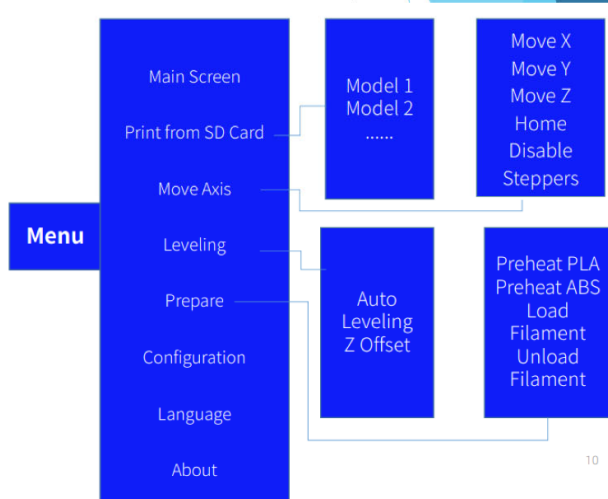 Menu
Main Screen
Print from SD Card
Move Axis
Leveling
Prepare
Configuration
Language
About
Model 1
Model 2
......
Move X
Move Y
Move Z
Home
Disable
Steppers
Auto
Leveling
Z Offset
Preheat PLA
Preheat ABS
Load
Filament
Unload
Filament
10